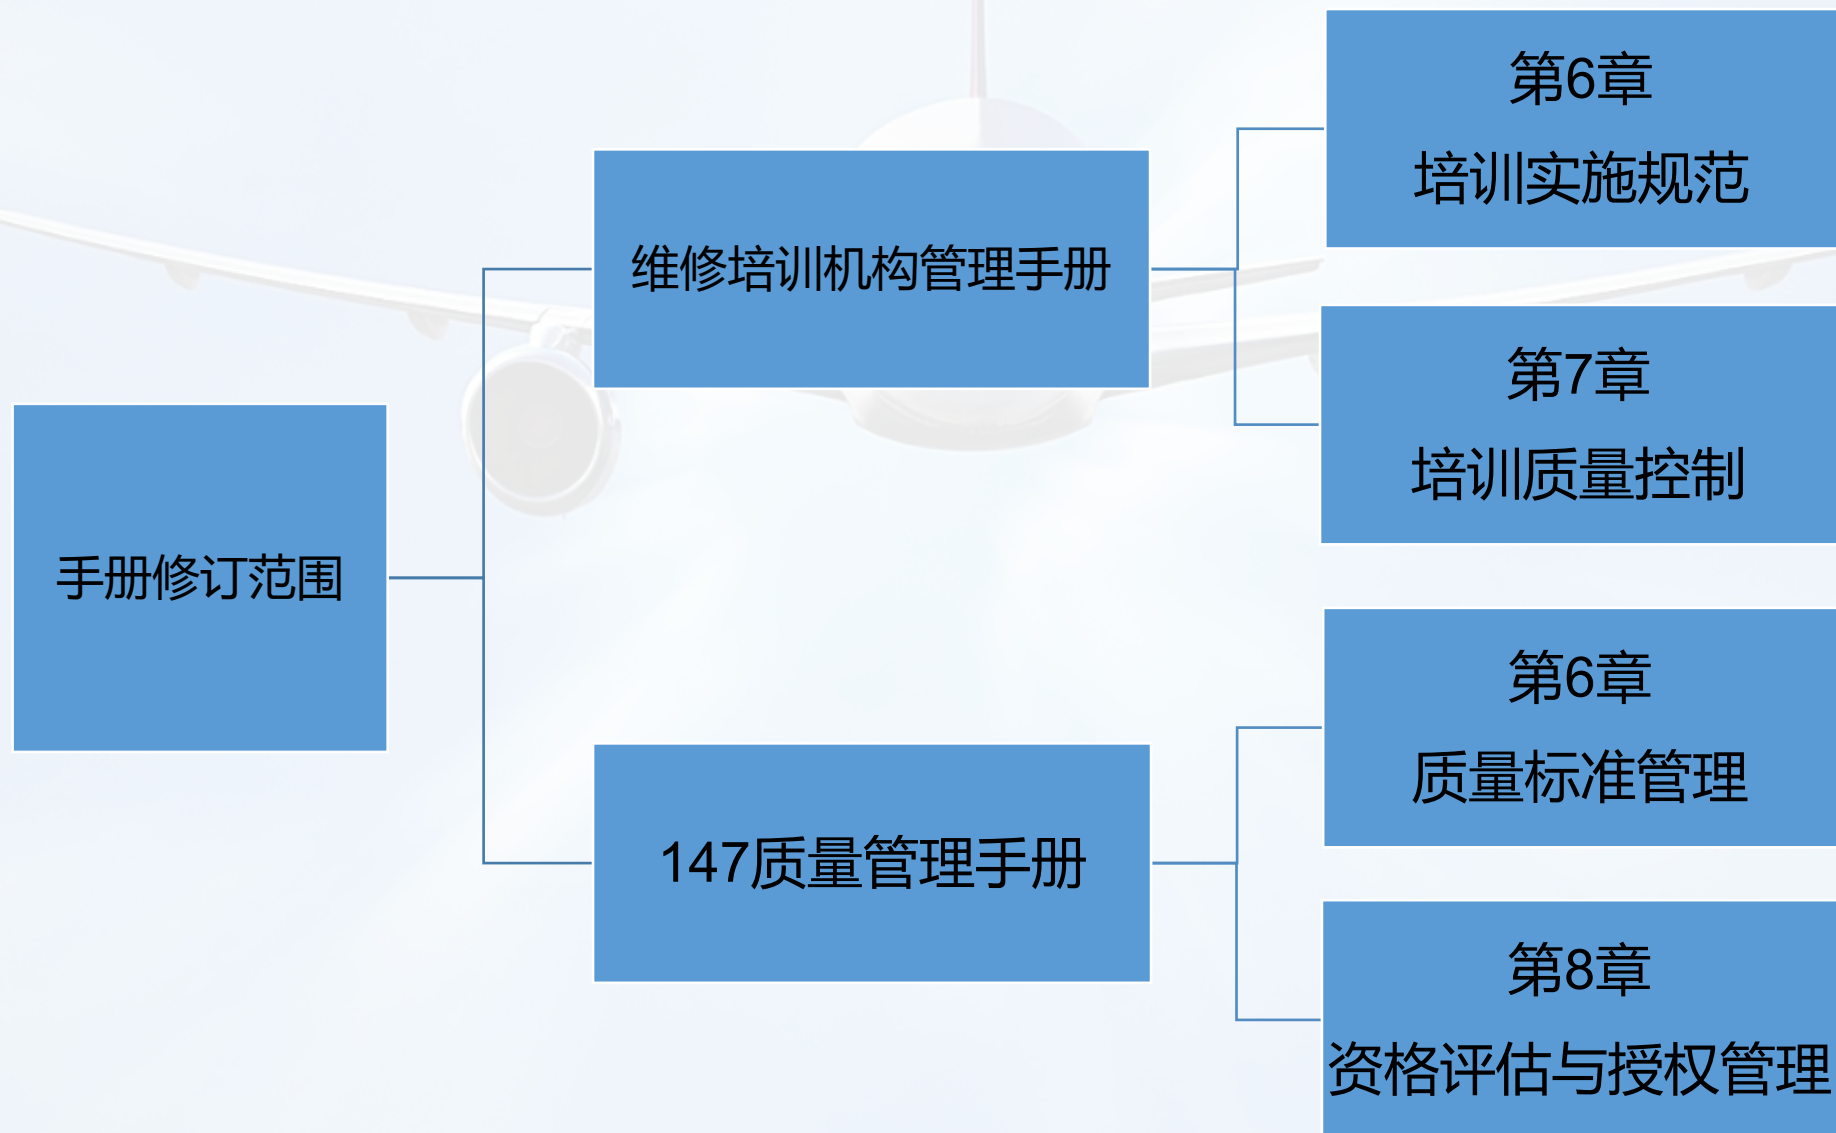 手册修订范围
维修培训机构管理手册
第6章
培训实施规范
第7章
培训质量控制
147质量管理手册
第6章
质量标准管理
第8章
资格评估与授权管理